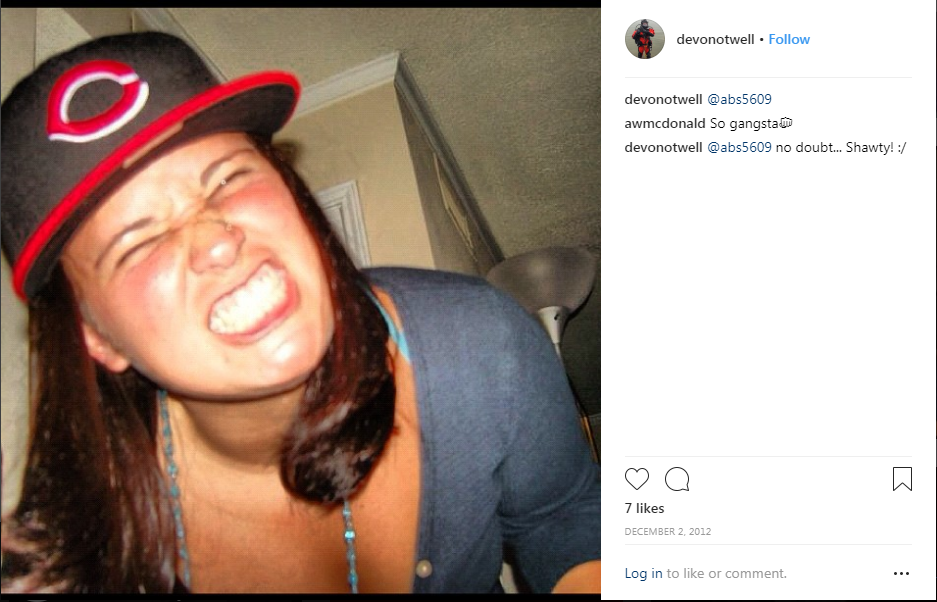 C
devonotwell • Follow
devonotwell @abs5609
awmcdonald So gangsta👊
devonotwell @abs5609 no doubt... Shawty! :/
7 likes
DECEMBER 2, 2012
Log in to like or comment.